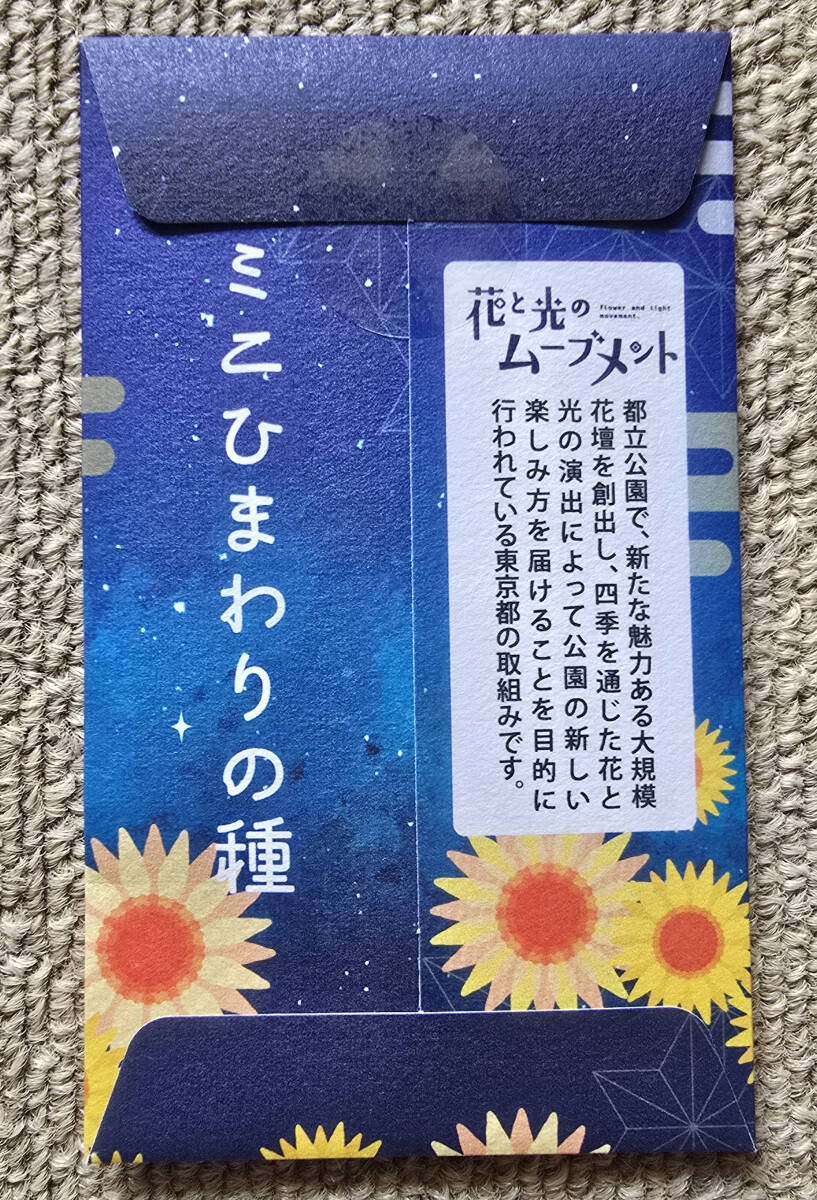 花と光の
Flower and light
movement.
ムーブメント
都立公園で、新たな魅力ある大規模
花壇を創出し、四季を通じた花と
光の演出によって公園の新しい
楽しみ方を届けることを目的に
行われている東京都の取組みです。
ミニひまわりの種